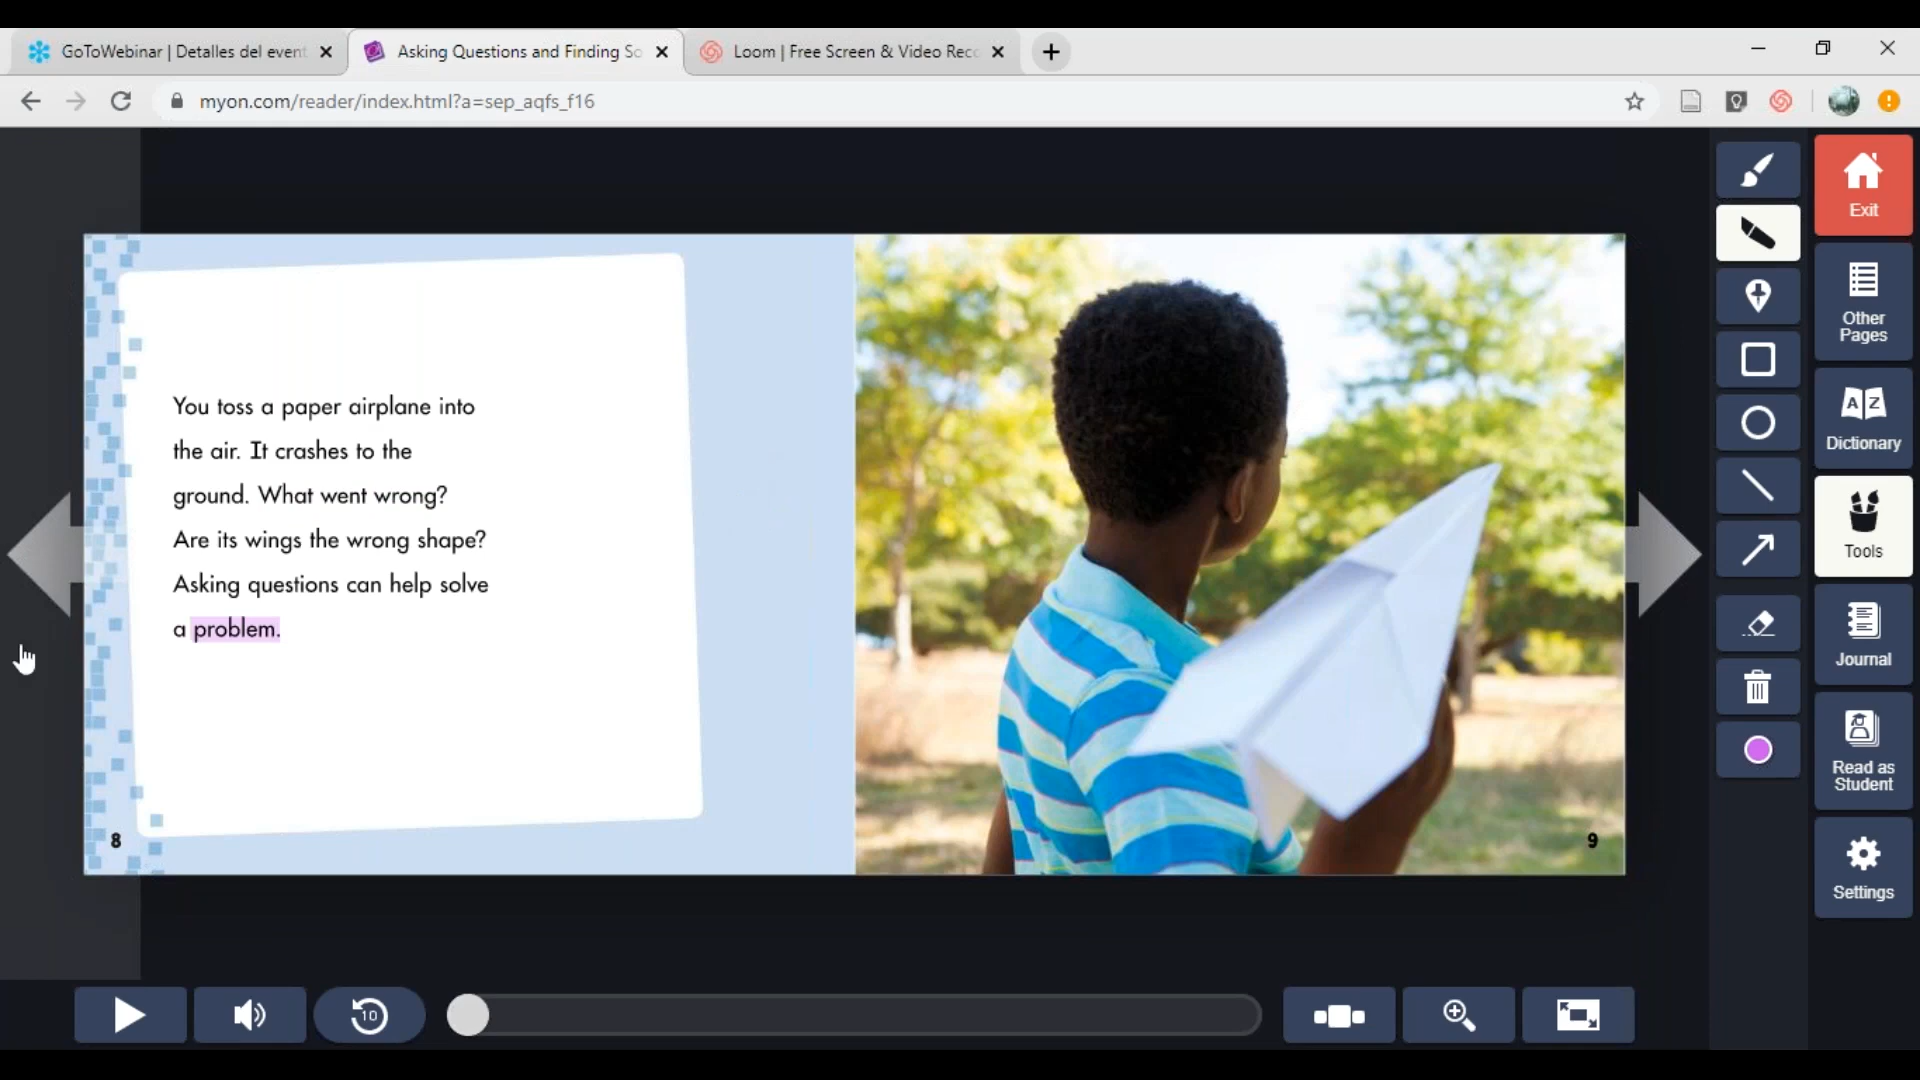 GoToWebinar | Detalles del event
Asking Questions and Finding So
Loom | Free Screen & Video Rec
myon.com/reader/index.html?a=sep_aqfs_f16
You toss a paper airplane into
the air. It crashes to the
ground. What went wrong?
Are its wings the wrong shape?
Asking questions can help solve
a problem.
8
9
Exit
Other
Pages
A Z
Dictionary
Tools
Journal
Read as
Student
Settings
10